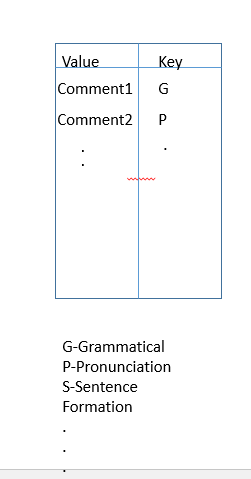 Value Key
Comment1 G
Comment2 P
. .
.
G-Grammatical
P-Pronunciation
S-Sentence
Formation
.
.
.